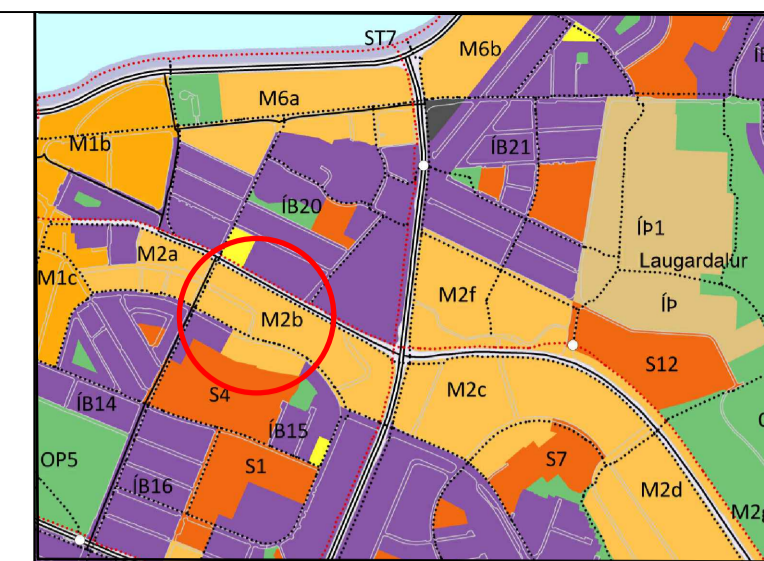 ST7
M6b
M6a
M1b
ÍB21
ÍB20
ÍÞ1
M2a
Laugardalur
M1c
M2f
ÍÞ
M2b
S12
M2c
S4
ÍB14
ÍB15
OP5
S1
S7
ÍB16
M2d